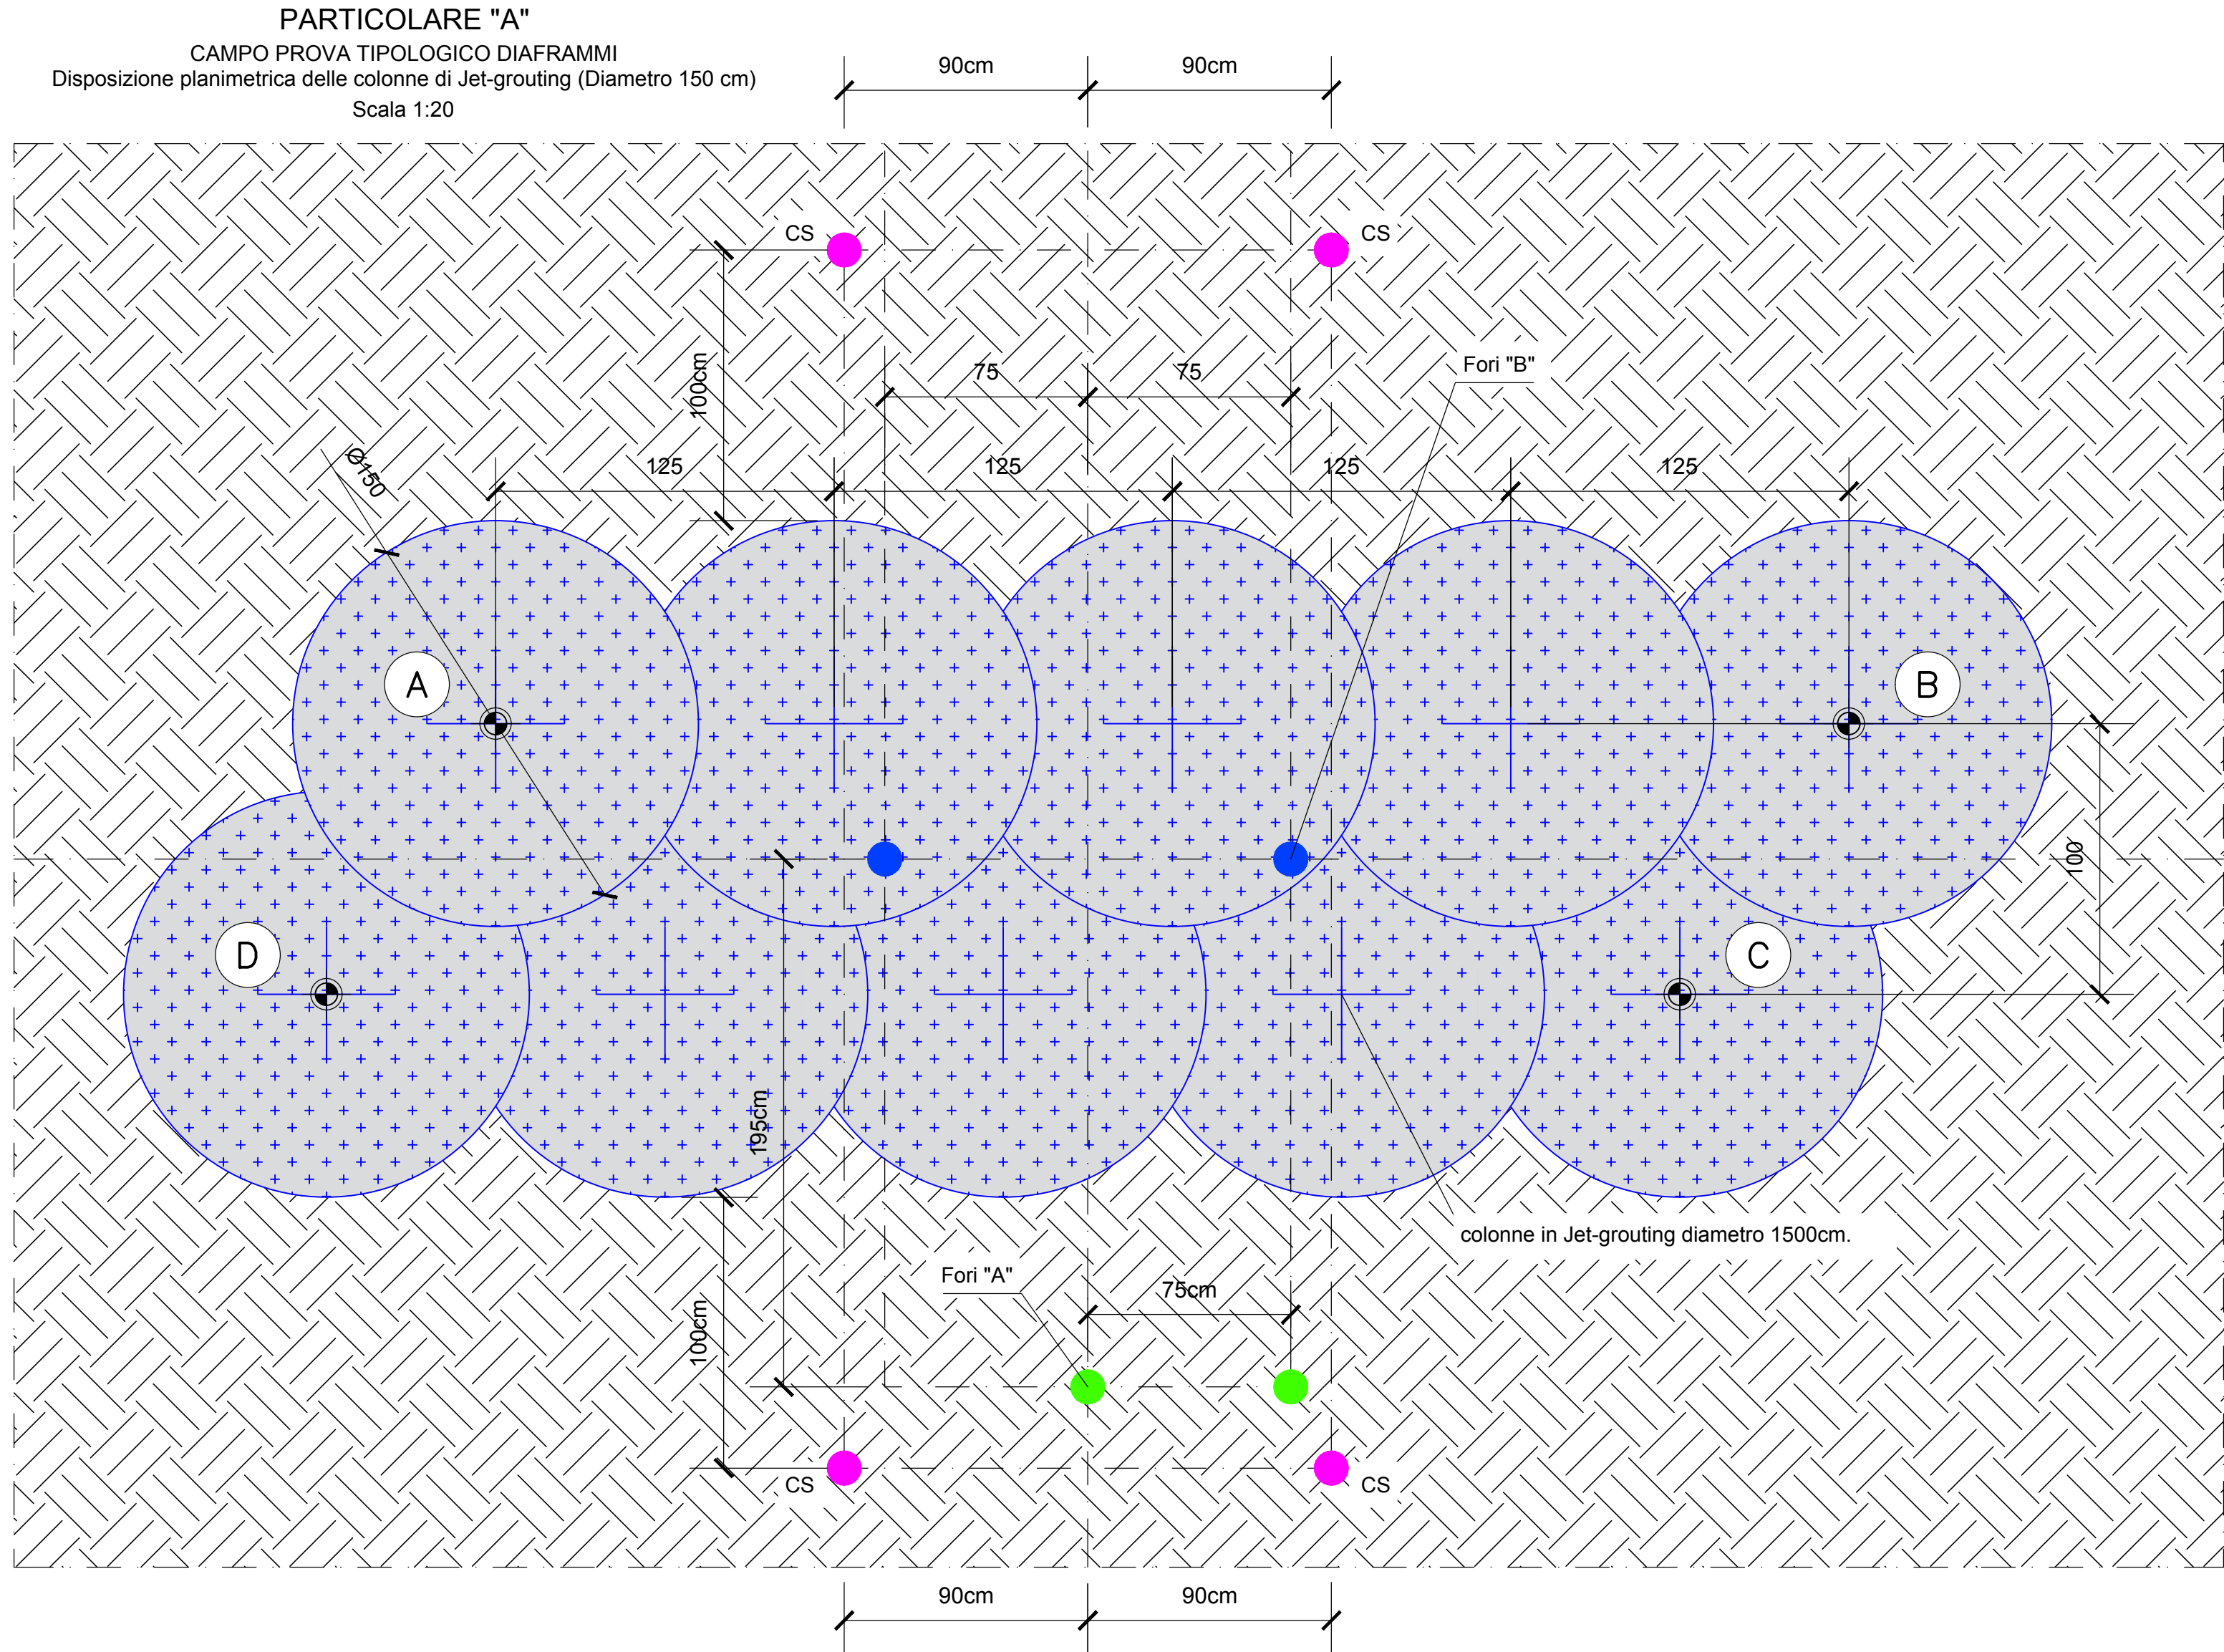 PARTICOLARE "A"
CAMPO PROVA TIPOLOGICO DIAFRAMMI
Disposizione planimetrica delle colonne di Jet-grouting (Diametro 150 cm)
Scala 1:20
90cm
90cm
CS
CS
100cm
75
75
Fori "B"
Ø150
125
125
125
125
A
B
100
D
C
195cm
colonne in Jet-grouting diametro 1500cm.
Fori "A"
75cm
100cm
CS
CS
90cm
90cm